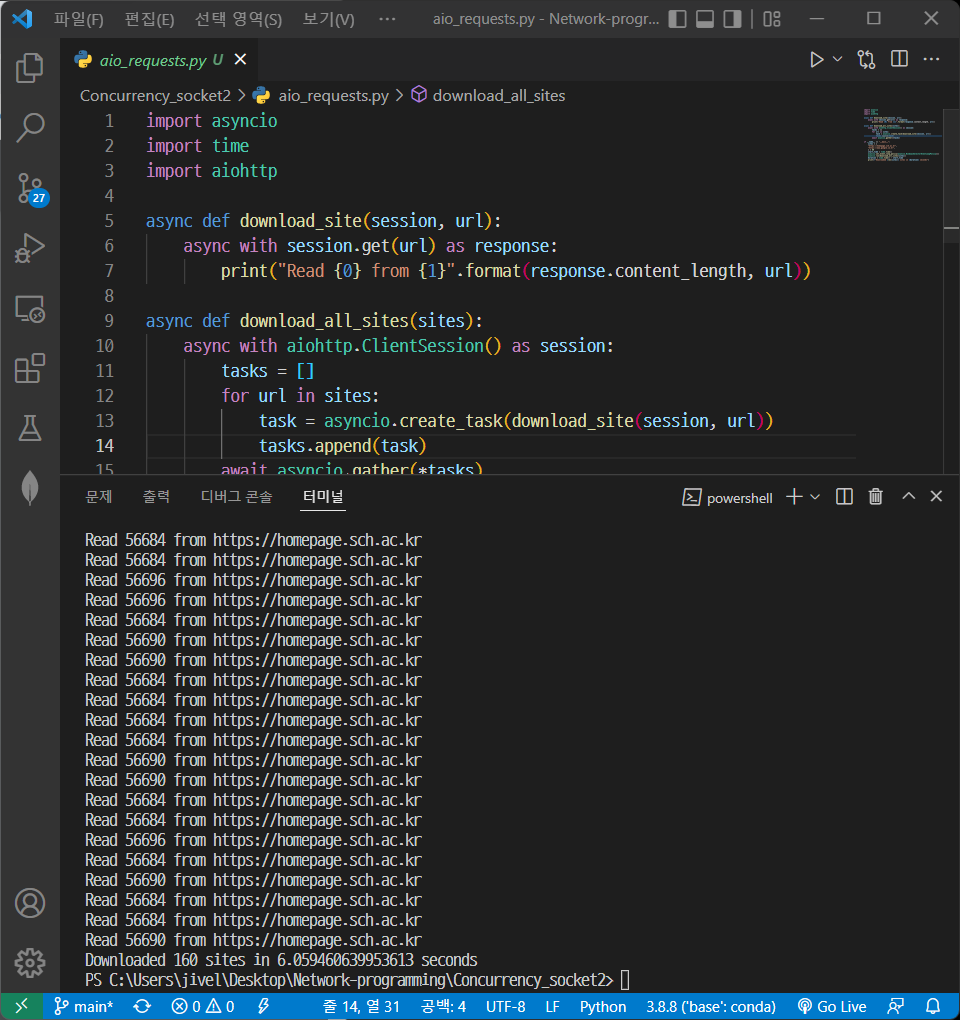 파일(F) 편집(E) 선택 영역(S) 보기(V) ··· aio_requests.py - Network-progr...
aio_requests.py U
Concurrency_socket2 > aio_requests.py > download_all_sites
1 import asyncio
2 import time
3 import aiohttp
4
5 async def download_site(session, url):
6 async with session.get(url) as response:
7 print("Read {0} from {1}".format(response.content_length, url))
8
9 async def download_all_sites(sites):
10 async with aiohttp.ClientSession() as session:
11 tasks = []
12 for url in sites:
13 task = asyncio.create_task(download_site(session, url))
14 tasks.append(task)
15 await asyncio.gather(*tasks)
27
문제 출력 디버그 콘솔 터미널 powershell
Read 56684 from https://homepage.sch.ac.kr
Read 56684 from https://homepage.sch.ac.kr
Read 56696 from https://homepage.sch.ac.kr
Read 56696 from https://homepage.sch.ac.kr
Read 56684 from https://homepage.sch.ac.kr
Read 56690 from https://homepage.sch.ac.kr
Read 56690 from https://homepage.sch.ac.kr
Read 56684 from https://homepage.sch.ac.kr
Read 56684 from https://homepage.sch.ac.kr
Read 56684 from https://homepage.sch.ac.kr
Read 56684 from https://homepage.sch.ac.kr
Read 56690 from https://homepage.sch.ac.kr
Read 56690 from https://homepage.sch.ac.kr
Read 56684 from https://homepage.sch.ac.kr
Read 56684 from https://homepage.sch.ac.kr
Read 56696 from https://homepage.sch.ac.kr
Read 56684 from https://homepage.sch.ac.kr
Read 56690 from https://homepage.sch.ac.kr
Read 56684 from https://homepage.sch.ac.kr
Read 56684 from https://homepage.sch.ac.kr
Read 56690 from https://homepage.sch.ac.kr
Downloaded 160 sites in 6.059460639953613 seconds
PS C:\Users\jivel\Desktop\Network-programming\Concurrency_socket2>
main* 0 0 줄 14, 열 31 공백: 4 UTF-8 LF Python 3.8.8 ('base': conda) Go Live